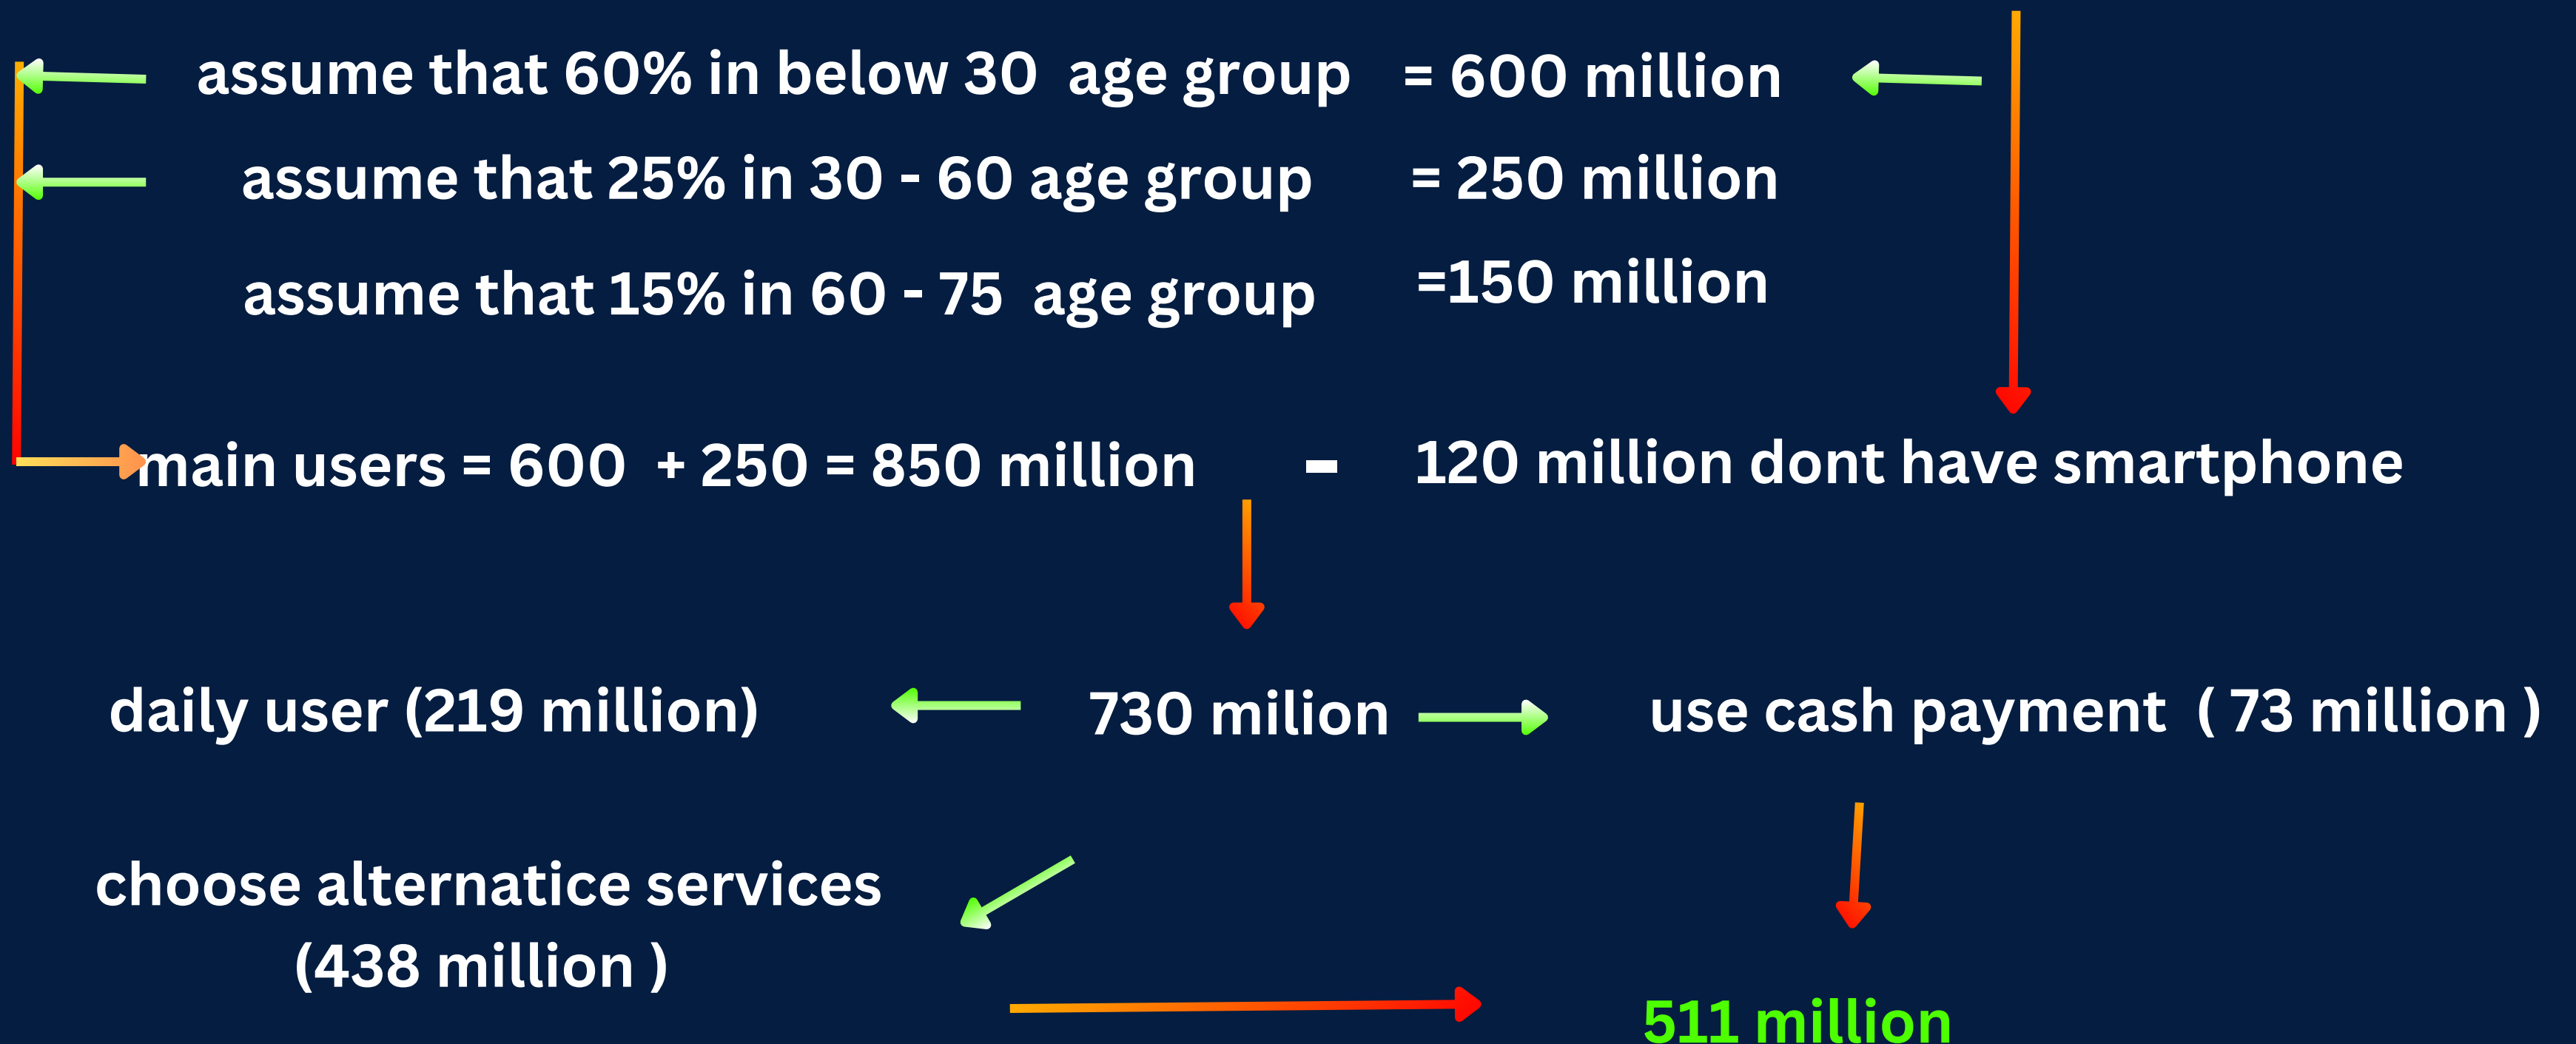 assume that 60% in below 30 age group = 600 million
assume that 25% in 30 - 60 age group = 250 million
assume that 15% in 60 - 75 age group =150 million
main users = 600 + 250 = 850 million - 120 million dont have smartphone
daily user (219 million) 730 milion use cash payment ( 73 million )
choose alternatice services
(438 million )
511 million